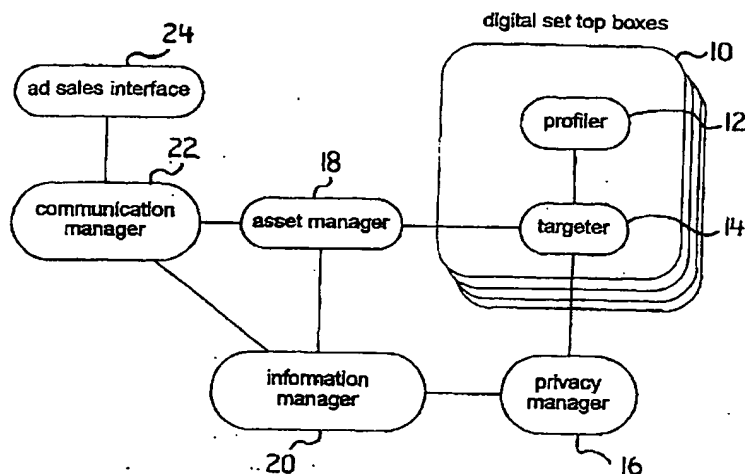 digital set top boxes
24
10
ad sales interface
profiler
12
22
18
communication
manager
asset manager
targeter
14
information
manager
privacy
manager
20
16